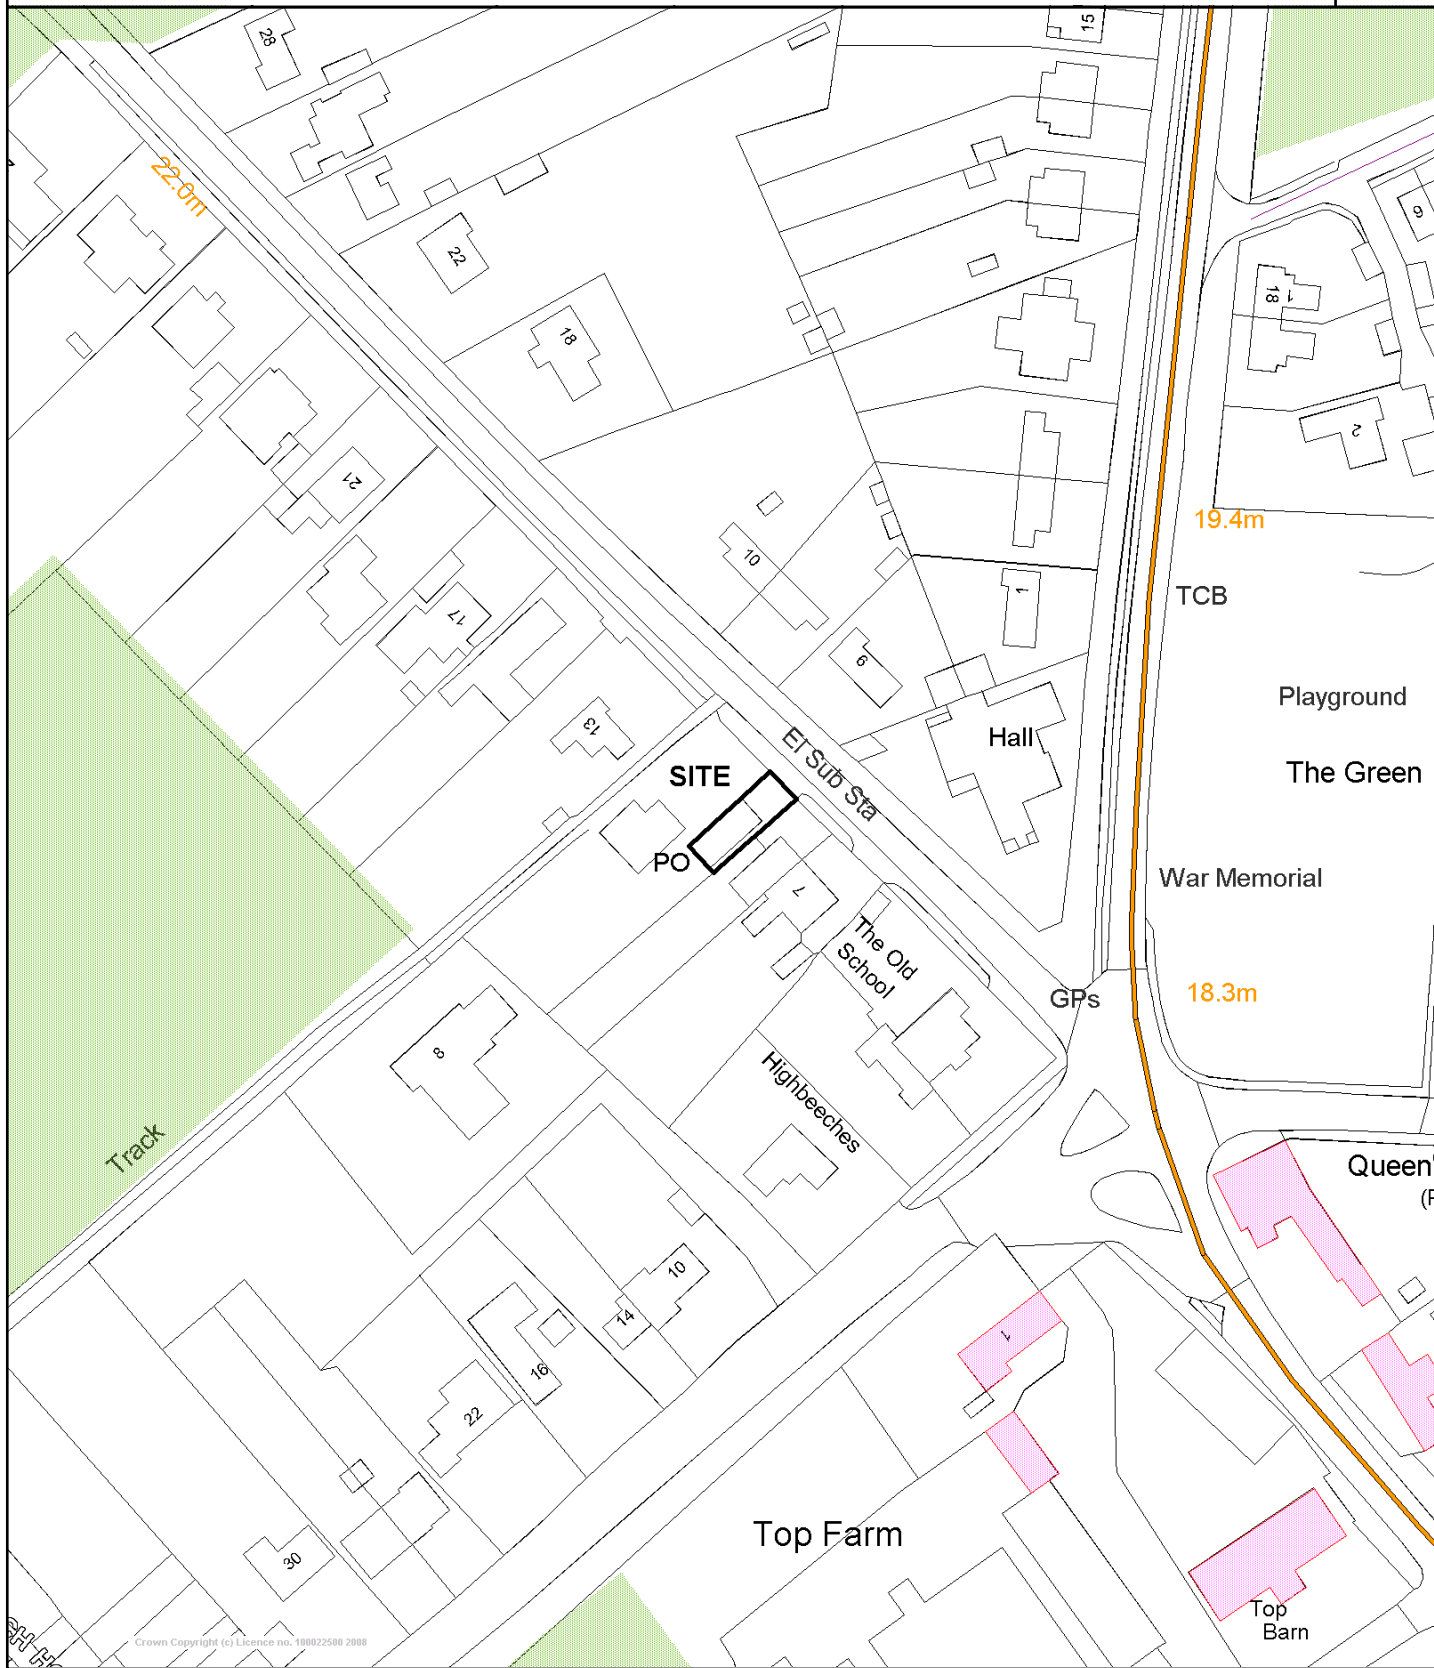 28
15
22.0m
22
9
18
1
18
2
21
19.4m
10
1
TCB
17
9
Playground
13
Hall
El Sub Sta
The Green
SITE
PO
7
War Memorial
The Old
School
GPs
18.3m
8
Highbeeches
Track
Queen'
10
14
1
16
22
Top Farm
30
Top
Barn
Crown Copyright (c) Licence no. 100022500 2008